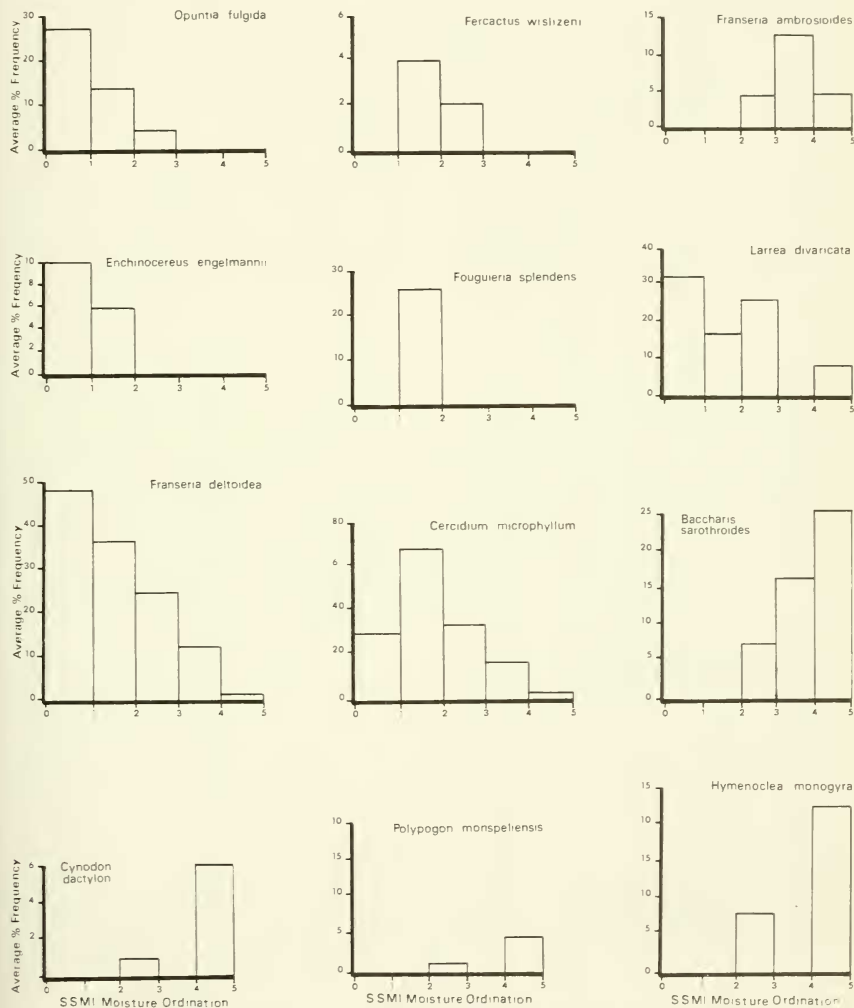 Opuntia fulgida
Average % Frequency
30
20
10
0
0 1 2 3 4 5
Fercactus wislizeni
6
4
2
0
0 1 2 3 4 5
Franseria ambrosioides
15
10
5
0
0 1 2 3 4 5
Enchinocereus engelmannii
Average % Freqency
10
8
6
4
2
0
0 1 2 3 4 5
Fouguieria splendens
30
20
10
0
0 1 2 3 4 5
Larrea divaricata
40
30
20
10
0
0 1 2 3 4 5
Franseria deltoidea
Average % Frequency
50
40
30
20
10
0
0 1 2 3 4 5
Cercidium microphyllum
80
6
40
20
0
0 1 2 3 4 5
Baccharis
sarothroides
25
20
15
10
5
0
0 1 2 3 4 5
Cynodon
dactylon
Average % Frequency
6
4
2
0 1 2 3 4 5
SSMI Moisture Ordination
Polypogon monspeliensis
10
15
10
5
0
0 1 2 3 4 5
SSMI Moisture Ordination
Hymenoclea monogyra
15
10
10
5
0
0 1 2 3 4 5
SSMI Moisture Ordination